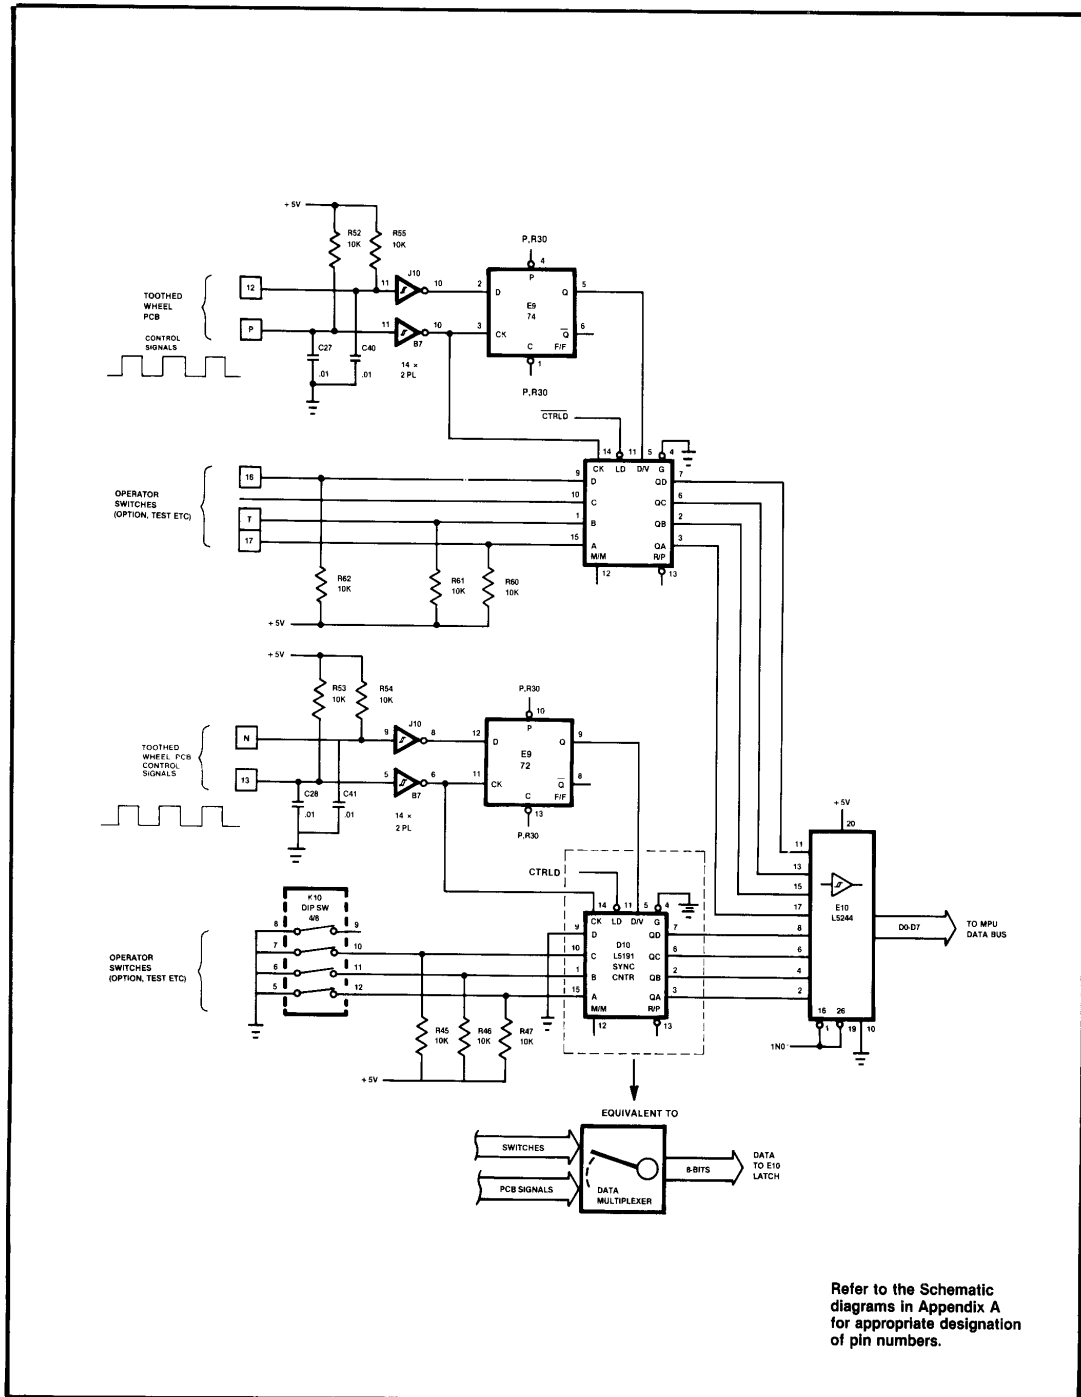 + 5V
R52
10K
R55
10K
P,R30
4
J10
11
10
2
D
P
Q
5
12
TOOTHED
WHEEL
PCB
E9
74
P
11
10
3
CK
Q
6
C
F/F
B7
CONTROL
SIGNALS
C27
C40
.01
.01
14 ×
2 PL
1
P,R30
CTRLD
14
11
5
4
CK
LD
D/V
G
16
9
D
QD
7
OPERATOR
SWITCHES
(OPTION, TEST ETC)
10
C
QC
6
T
1
B
QB
2
17
15
A
QA
3
M/M
R/P
12
13
R62
10K
R61
10K
R60
10K
+ 5V
+ 5V
R53
10K
R54
10K
P,R30
10
J10
N
9
8
12
D
P
Q
9
TOOTHED
WHEEL PCB
CONTROL
SIGNALS
E9
72
13
5
6
11
CK
Q
8
C
F/F
B7
C28
C41
.01
.01
14 ×
2 PL
13
P,R30
+ 5V
20
11
13
15
17
E10
L5244
8
6
4
2
D0-D7
TO MPU
DATA BUS
16
26
1
19
10
1N0
CTRLD
14
11
5
4
K10
DIP SW
4/8
CK
LD
D/V
G
8
9
9
D
D10
QD
7
7
10
10
C
L5191
QC
6
OPERATOR
SWITCHES
(OPTION, TEST ETC)
6
11
1
B
SYNC
QB
2
5
12
15
A
CNTR
QA
3
M/M
R/P
12
13
R45
10K
R46
10K
R47
10K
+ 5V
EQUIVALENT TO
SWITCHES
PCB SIGNALS
DATA
MULTIPLEXER
8-BITS
DATA
TO E10
LATCH
Refer to the Schematic
diagrams in Appendix A
for appropriate designation
of pin numbers.